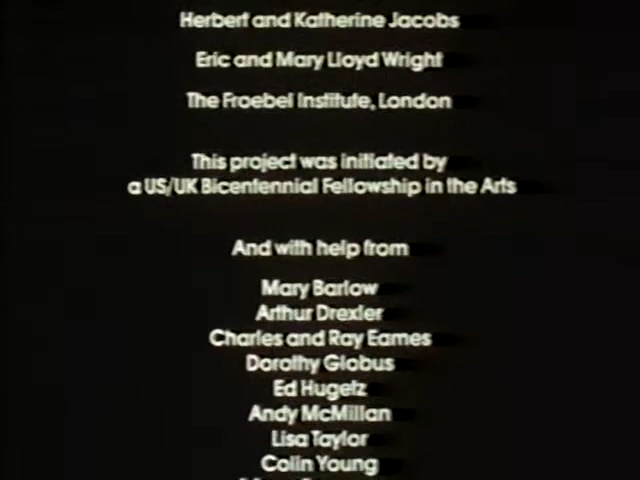 Herbert and Katherine Jacobs
Eric and Mary Lloyd Wright
The Froebel Institute, London
This project was initiated by
a US/UK Bicentennial Fellowship in the Arts
And with help from
Mary Barlow
Arthur Drexler
Charles and Ray Eames
Dorothy Globus
Ed Hugetz
Andy McMillan
Lisa Taylor
Colin Young